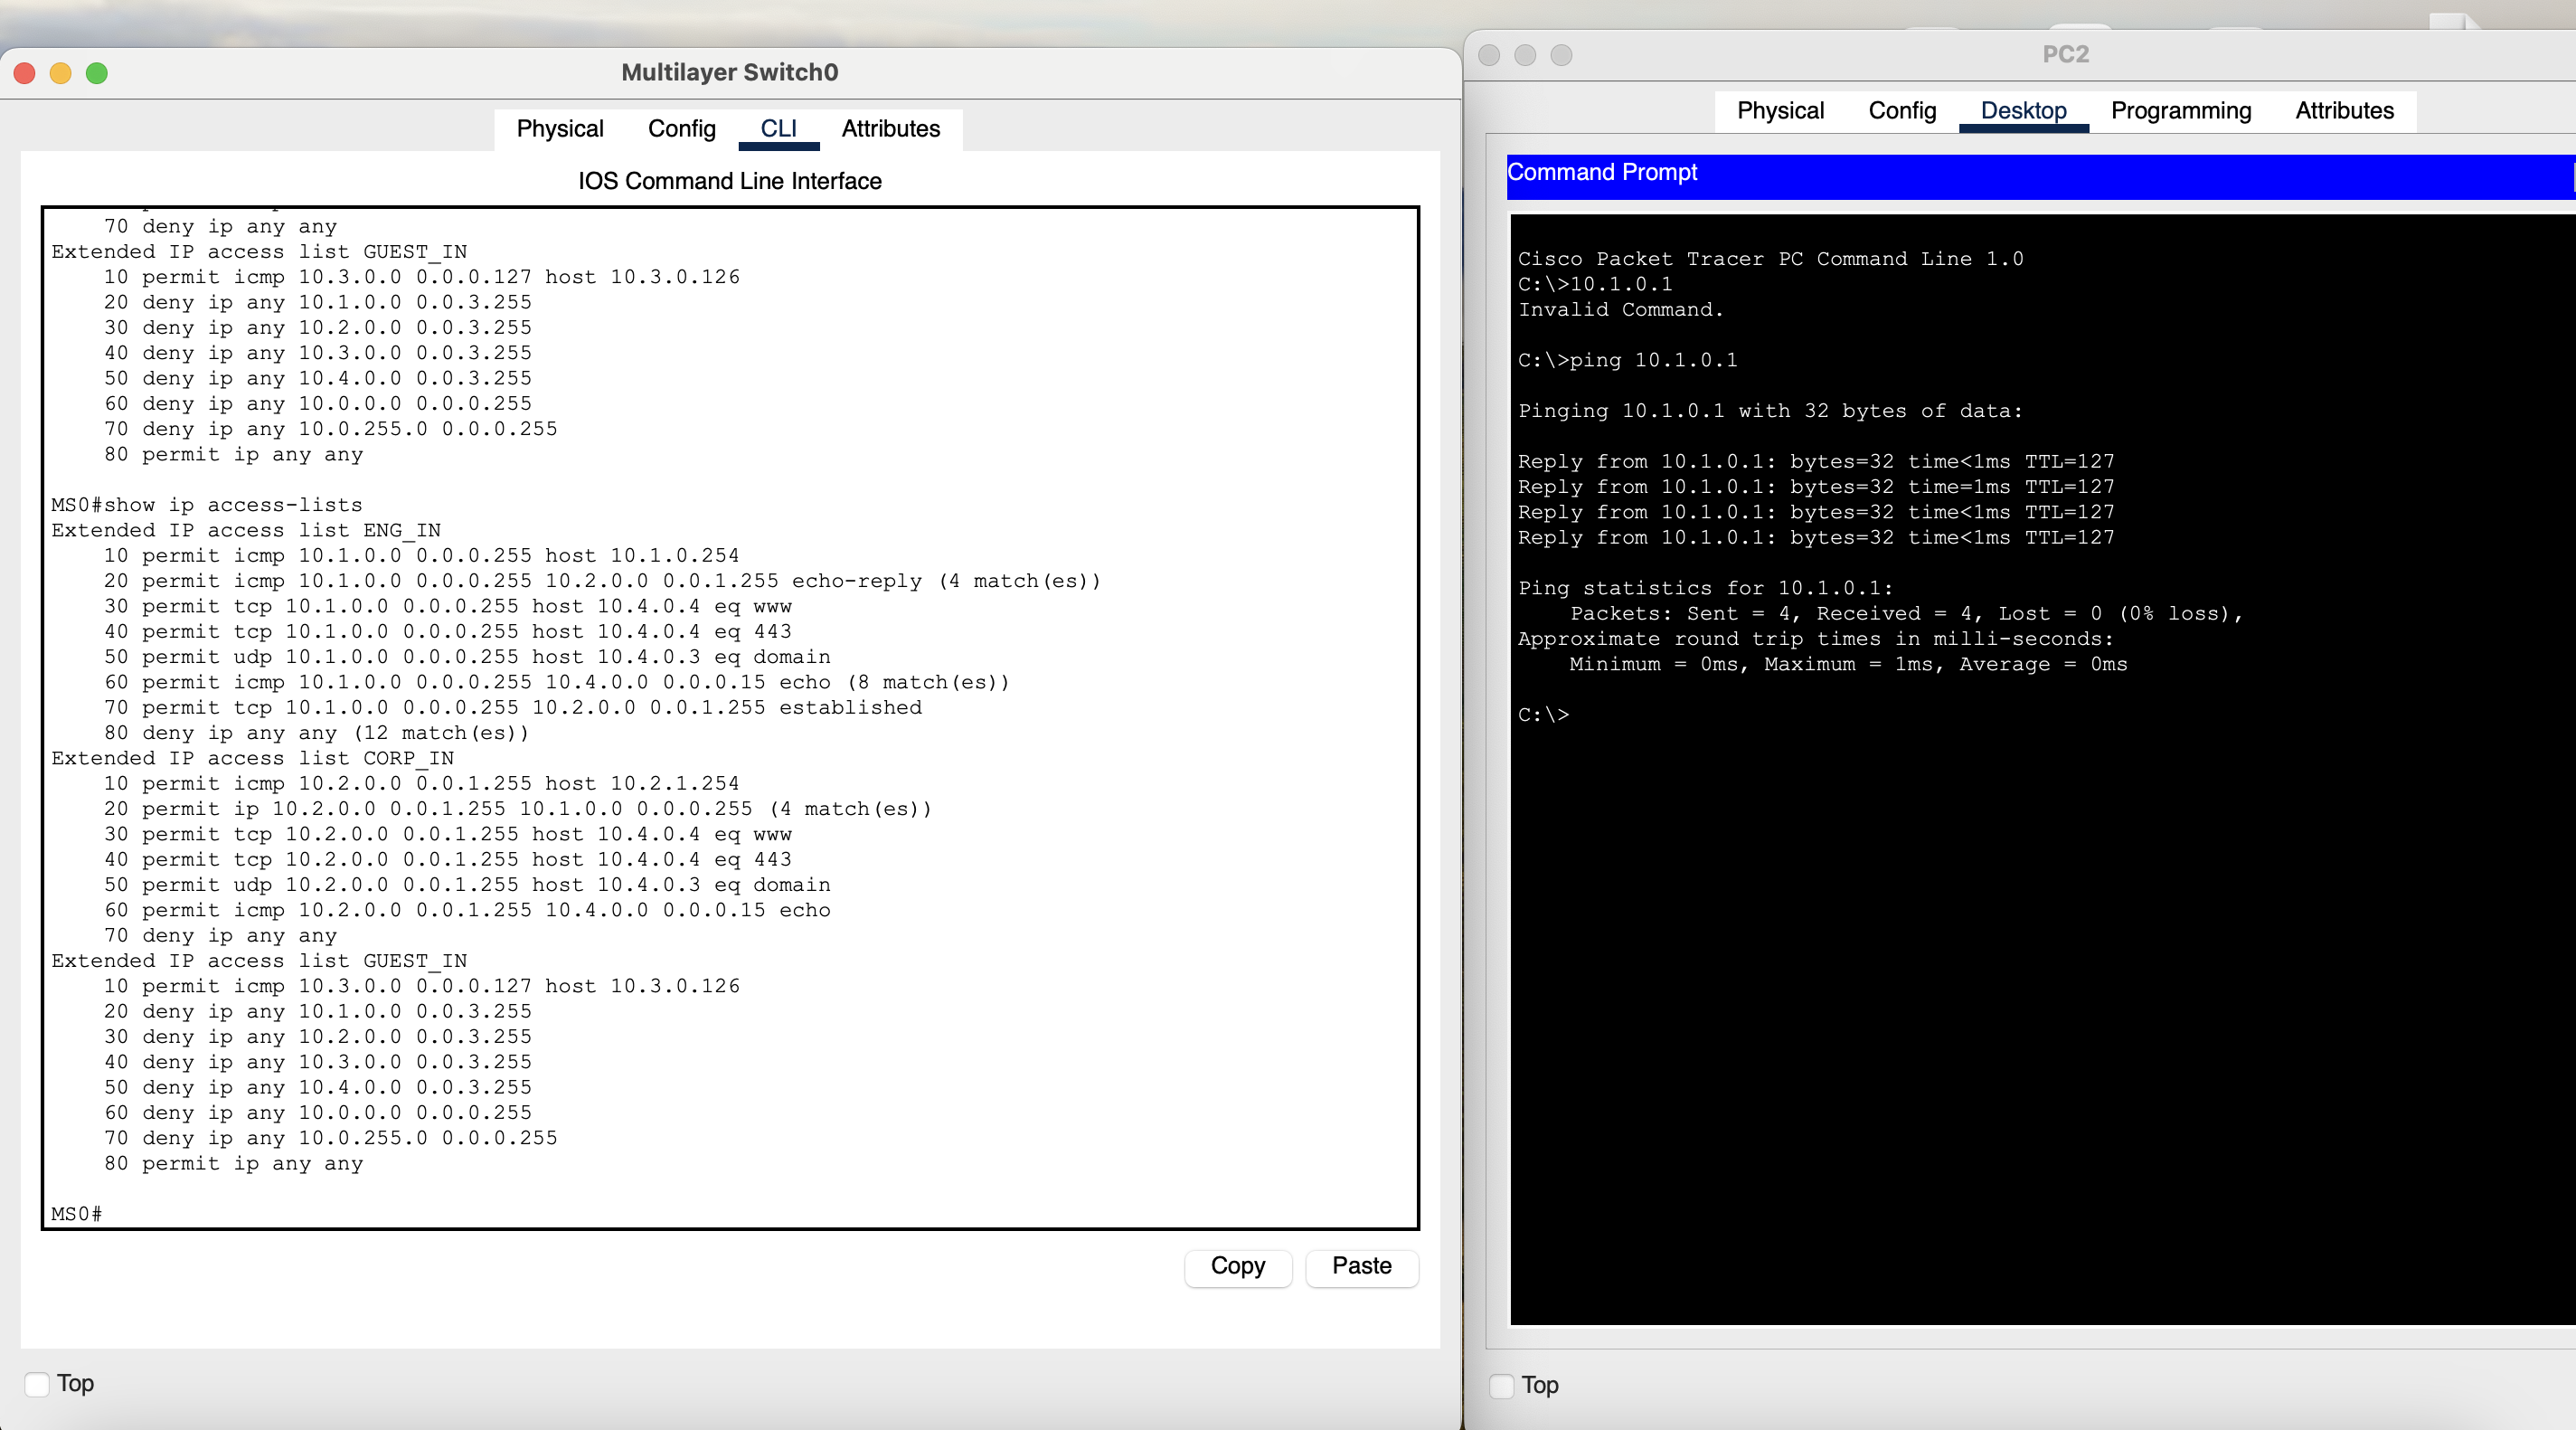 Multilayer Switch0
Physical Config CLI Attributes
IOS Command Line Interface
70 deny ip any any
Extended IP access list GUEST_IN
10 permit icmp 10.3.0.0 0.0.0.127 host 10.3.0.126
20 deny ip any 10.1.0.0 0.0.3.255
30 deny ip any 10.2.0.0 0.0.3.255
40 deny ip any 10.3.0.0 0.0.3.255
50 deny ip any 10.4.0.0 0.0.3.255
60 deny ip any 10.0.0.0 0.0.0.255
70 deny ip any 10.0.255.0 0.0.0.255
80 permit ip any any
MS0#show ip access-lists
Extended IP access list ENG_IN
10 permit icmp 10.1.0.0 0.0.0.255 host 10.1.0.254
20 permit icmp 10.1.0.0 0.0.0.255 10.2.0.0 0.0.1.255 echo-reply (4 match(es))
30 permit tcp 10.1.0.0 0.0.0.255 host 10.4.0.4 eq www
40 permit tcp 10.1.0.0 0.0.0.255 host 10.4.0.4 eq 443
50 permit udp 10.1.0.0 0.0.0.255 host 10.4.0.3 eq domain
60 permit icmp 10.1.0.0 0.0.0.255 10.4.0.0 0.0.0.15 echo (8 match(es))
70 permit tcp 10.1.0.0 0.0.0.255 10.2.0.0 0.0.1.255 established
80 deny ip any any (12 match(es))
Extended IP access list CORP_IN
10 permit icmp 10.2.0.0 0.0.1.255 host 10.2.1.254
20 permit ip 10.2.0.0 0.0.1.255 10.1.0.0 0.0.0.255 (4 match(es))
30 permit tcp 10.2.0.0 0.0.1.255 host 10.4.0.4 eq www
40 permit tcp 10.2.0.0 0.0.1.255 host 10.4.0.4 eq 443
50 permit udp 10.2.0.0 0.0.1.255 host 10.4.0.3 eq domain
60 permit icmp 10.2.0.0 0.0.1.255 10.4.0.0 0.0.0.15 echo
70 deny ip any any
Extended IP access list GUEST_IN
10 permit icmp 10.3.0.0 0.0.0.127 host 10.3.0.126
20 deny ip any 10.1.0.0 0.0.3.255
30 deny ip any 10.2.0.0 0.0.3.255
40 deny ip any 10.3.0.0 0.0.3.255
50 deny ip any 10.4.0.0 0.0.3.255
60 deny ip any 10.0.0.0 0.0.0.255
70 deny ip any 10.0.255.0 0.0.0.255
80 permit ip any any
MS0#
Copy Paste
Top
PC2
Physical Config Desktop Programming Attributes
Command Prompt
Cisco Packet Tracer PC Command Line 1.0
C:\>10.1.0.1
Invalid Command.
C:\>ping 10.1.0.1
Pinging 10.1.0.1 with 32 bytes of data:
Reply from 10.1.0.1: bytes=32 time<1ms TTL=127
Reply from 10.1.0.1: bytes=32 time=1ms TTL=127
Reply from 10.1.0.1: bytes=32 time<1ms TTL=127
Reply from 10.1.0.1: bytes=32 time<1ms TTL=127
Ping statistics for 10.1.0.1:
Packets: Sent = 4, Received = 4, Lost = 0 (0% loss),
Approximate round trip times in milli-seconds:
Minimum = 0ms, Maximum = 1ms, Average = 0ms
C:\>
Top